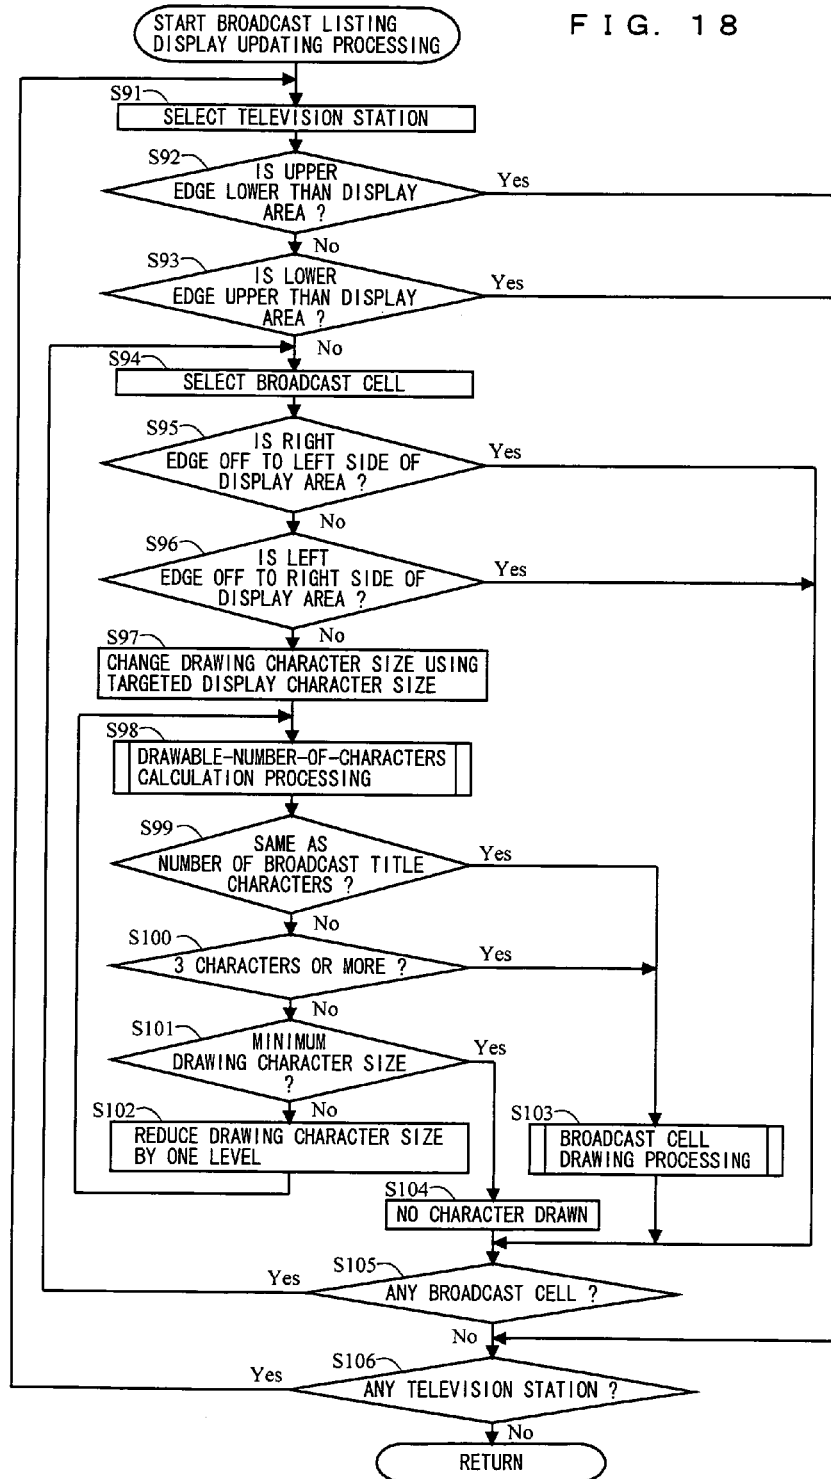 START BROADCAST LISTING
DISPLAY UPDATING PROCESSING
FIG. 18
S91
SELECT TELEVISION STATION
S92
IS UPPER
EDGE LOWER THAN DISPLAY
AREA ?
Yes
No
S93
IS LOWER
EDGE UPPER THAN DISPLAY
AREA ?
Yes
No
S94
SELECT BROADCAST CELL
S95
IS RIGHT
EDGE OFF TO LEFT SIDE OF
DISPLAY AREA ?
Yes
No
S96
IS LEFT
EDGE OFF TO RIGHT SIDE OF
DISPLAY AREA ?
Yes
No
S97
CHANGE DRAWING CHARACTER SIZE USING
TARGETED DISPLAY CHARACTER SIZE
S98
DRAWABLE-NUMBER-OF-CHARACTERS
CALCULATION PROCESSING
S99
SAME AS
NUMBER OF BROADCAST TITLE
CHARACTERS ?
Yes
No
S100
3 CHARACTERS OR MORE ?
Yes
No
S101
MINIMUM
DRAWING CHARACTER SIZE
?
Yes
No
S102
REDUCE DRAWING CHARACTER SIZE
BY ONE LEVEL
S103
BROADCAST CELL
DRAWING PROCESSING
S104
NO CHARACTER DRAWN
S105
ANY BROADCAST CELL ?
Yes
No
S106
ANY TELEVISION STATION ?
Yes
No
RETURN